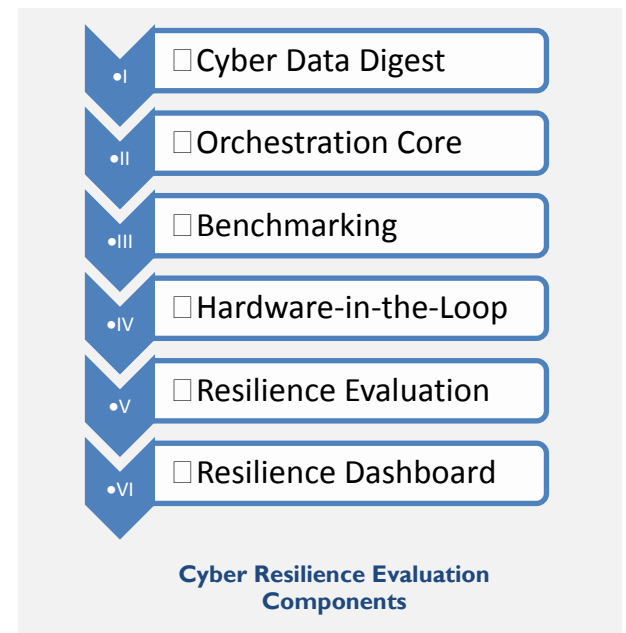 •I
□Cyber Data Digest
•II
□Orchestration Core
•III
□Benchmarking
•IV
□Hardware-in-the-Loop
•V
□Resilience Evaluation
•VI
□Resilience Dashboard
Cyber Resilience Evaluation
Components